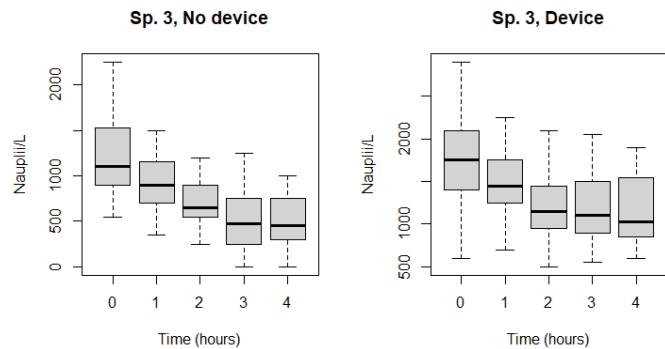 Sp. 3, No device
Nauplii/L
2000
1000
500
0
0 1 2 3 4
Time (hours)
Sp. 3, Device
Nauplii/L
2000
1000
500
0 1 2 3 4
Time (hours)